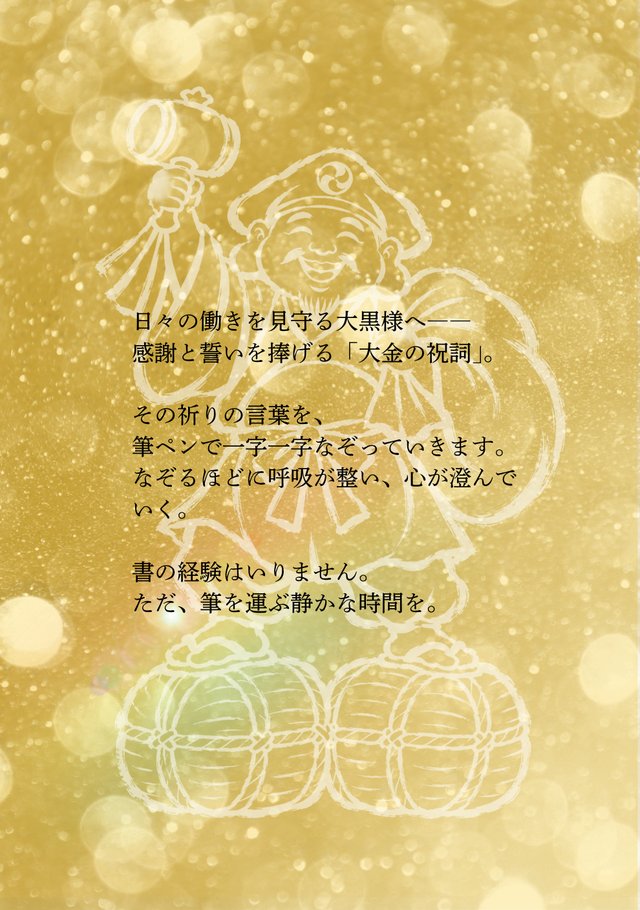 日々の働きを見守る大黒様へ――
感謝と誓いを捧げる「大金の祝詞」。
その祈りの言葉を、
筆ペンで一字一字なぞっていきます。
なぞるほどに呼吸が整い、心が澄んで
いく。
書の経験はいりません。
ただ、筆を運ぶ静かな時間を。